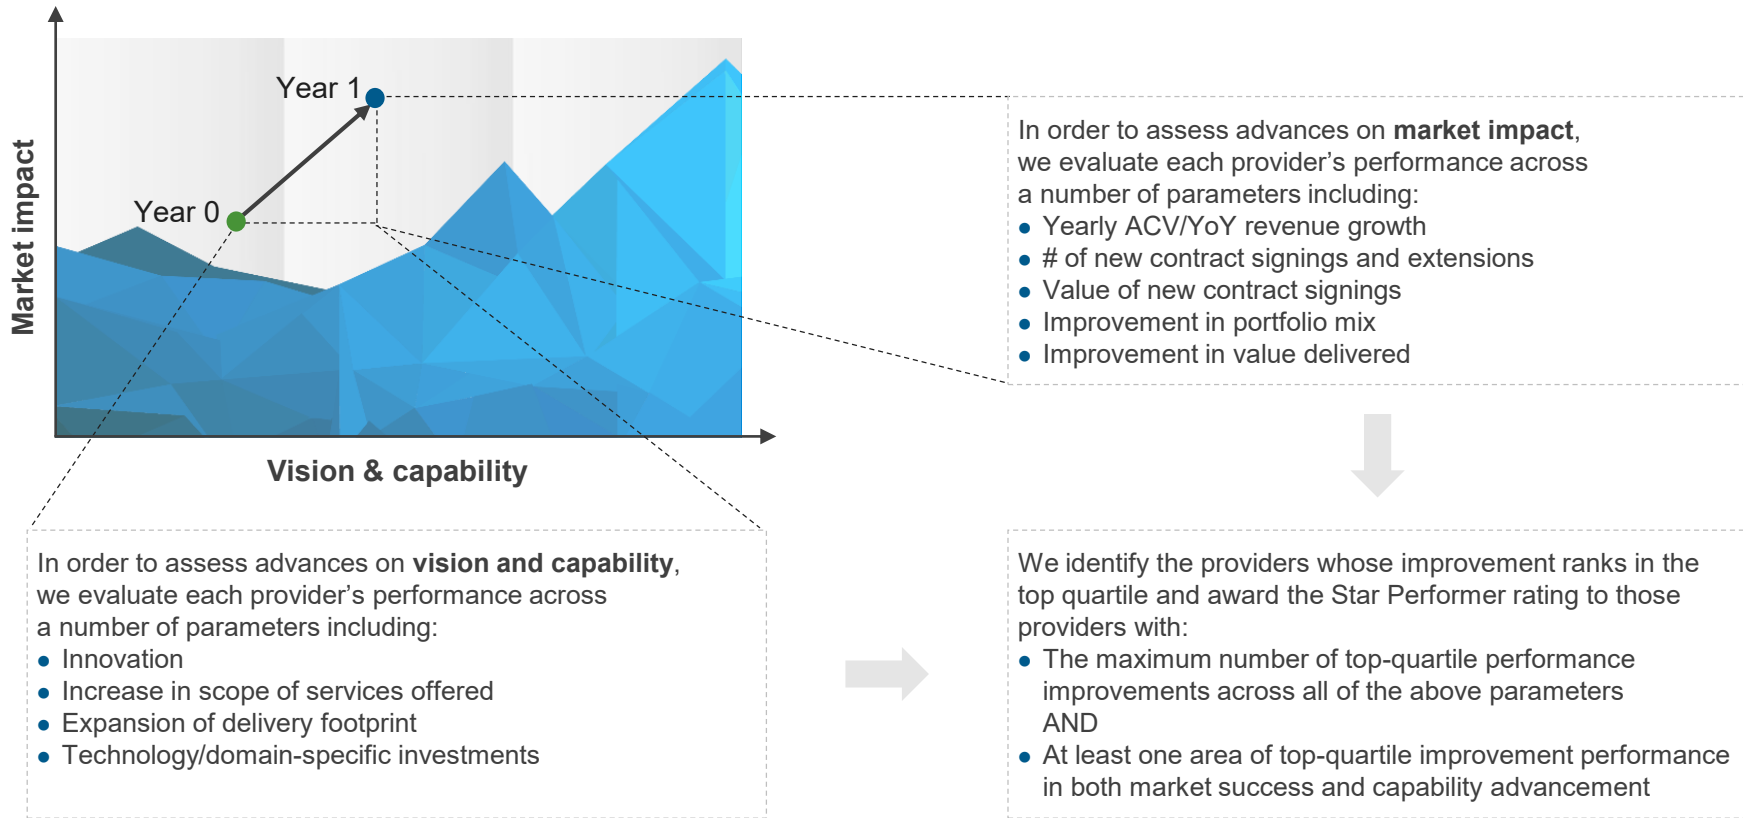 Year 1
Year 0
Market impact
Vision & capability
In order to assess advances on market impact,
we evaluate each provider’s performance across
a number of parameters including:
● Yearly ACV/YoY revenue growth
● # of new contract signings and extensions
● Value of new contract signings
● Improvement in portfolio mix
● Improvement in value delivered
In order to assess advances on vision and capability,
we evaluate each provider’s performance across
a number of parameters including:
● Innovation
● Increase in scope of services offered
● Expansion of delivery footprint
● Technology/domain-specific investments
We identify the providers whose improvement ranks in the
top quartile and award the Star Performer rating to those
providers with:
● The maximum number of top-quartile performance
improvements across all of the above parameters
AND
● At least one area of top-quartile improvement performance
in both market success and capability advancement